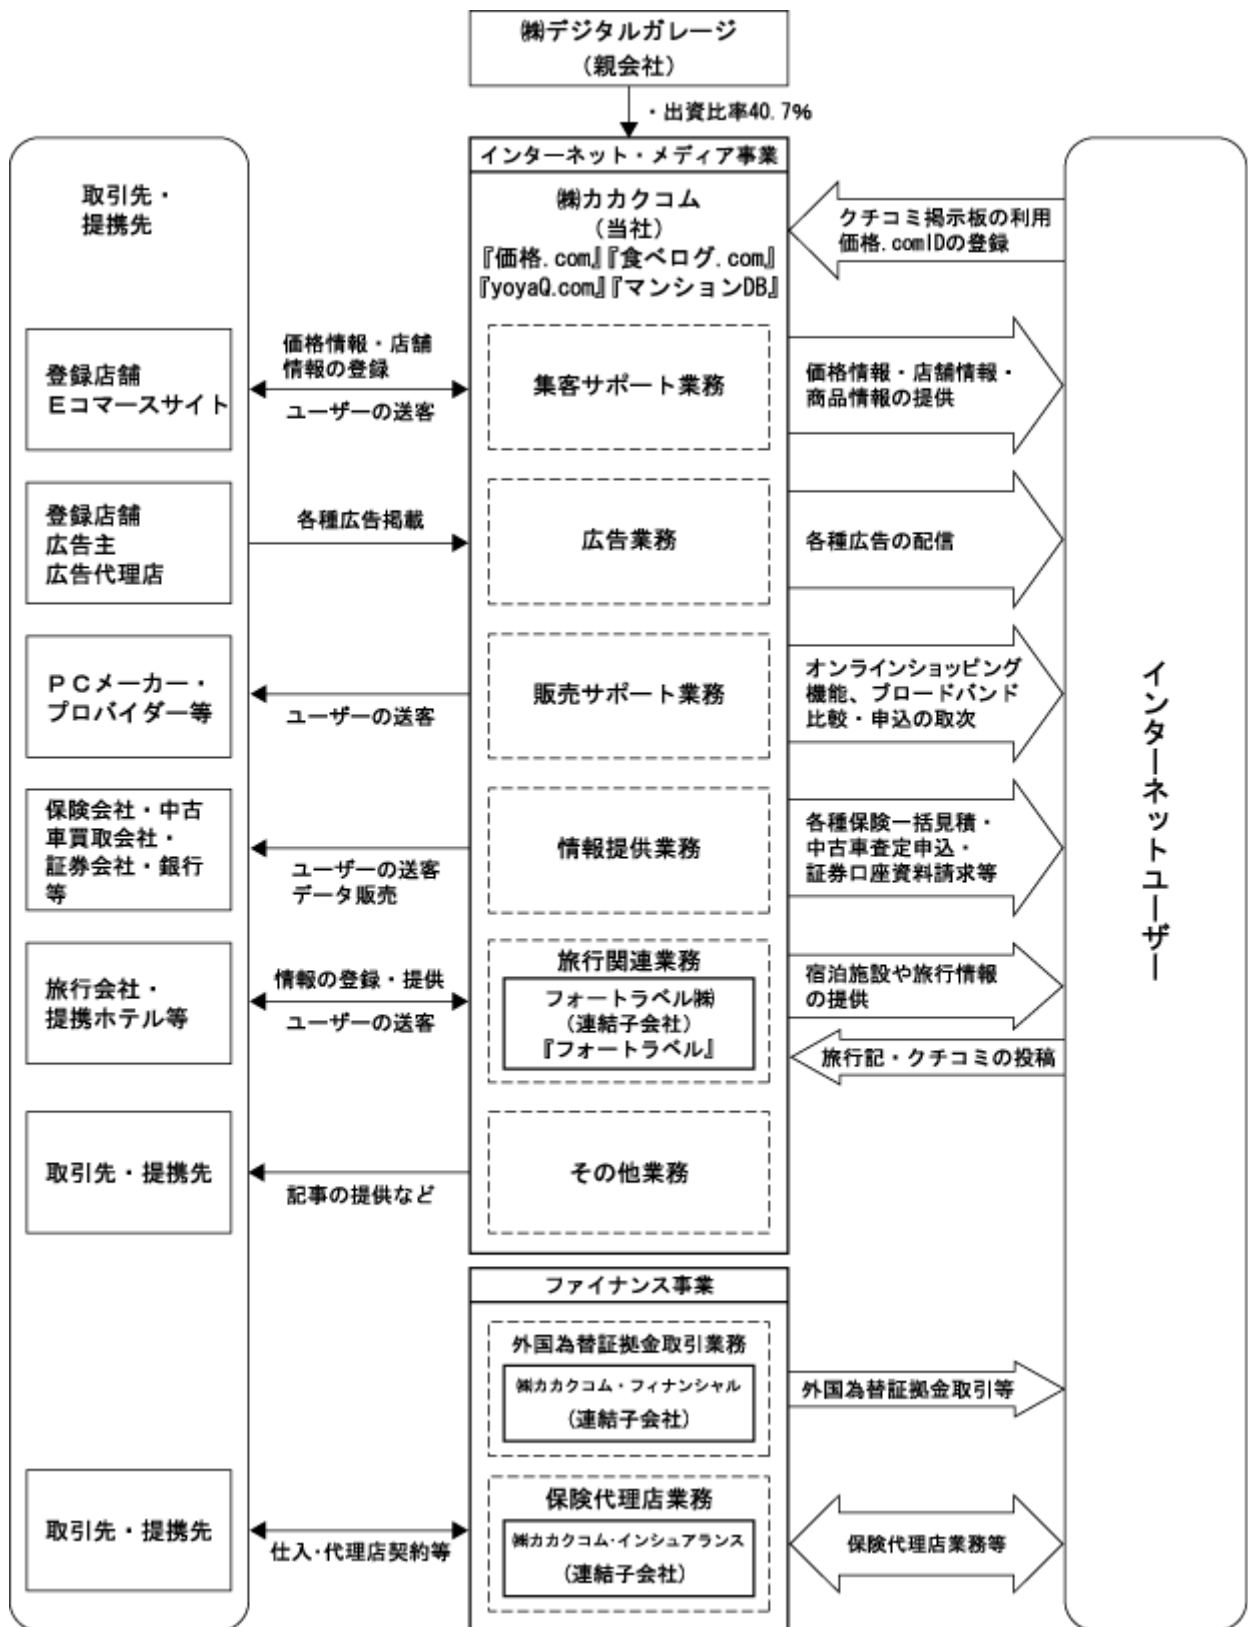 ㈱デジタルガレージ
（親会社）
・出資比率40.7%
取引先・
提携先
インターネット・メディア事業
㈱カカクコム
（当社）
『価格.com』『食べログ.com』
『yoyaQ.com』『マンションDB』
クチコミ掲示板の利用
価格.comIDの登録
登録店舗
Ｅコマースサイト
価格情報・店舗
情報の登録
ユーザーの送客
集客サポート業務
価格情報・店舗情報・
商品情報の提供
登録店舗
広告主
広告代理店
各種広告掲載
広告業務
各種広告の配信
ＰＣメーカー・
プロバイダー等
ユーザーの送客
販売サポート業務
オンラインショッピング
機能、ブロードバンド
比較・申込の取次
保険会社・中古
車買取会社・
証券会社・銀行
等
ユーザーの送客
データ販売
情報提供業務
各種保険一括見積・
中古車査定申込・
証券口座資料請求等
旅行会社・
提携ホテル等
情報の登録・提供
ユーザーの送客
旅行関連業務
フォートラベル㈱
（連結子会社）
『フォートラベル』
宿泊施設や旅行情報
の提供
旅行記・クチコミの投稿
取引先・提携先
記事の提供など
その他業務
インターネットユーザー
ファイナンス事業
外国為替証拠金取引業務
㈱カカクコム・フィナンシャル
（連結子会社）
外国為替証拠金取引等
取引先・提携先
仕入・代理店契約等
保険代理店業務
㈱カカクコム・インシュアランス
（連結子会社）
保険代理店業務等